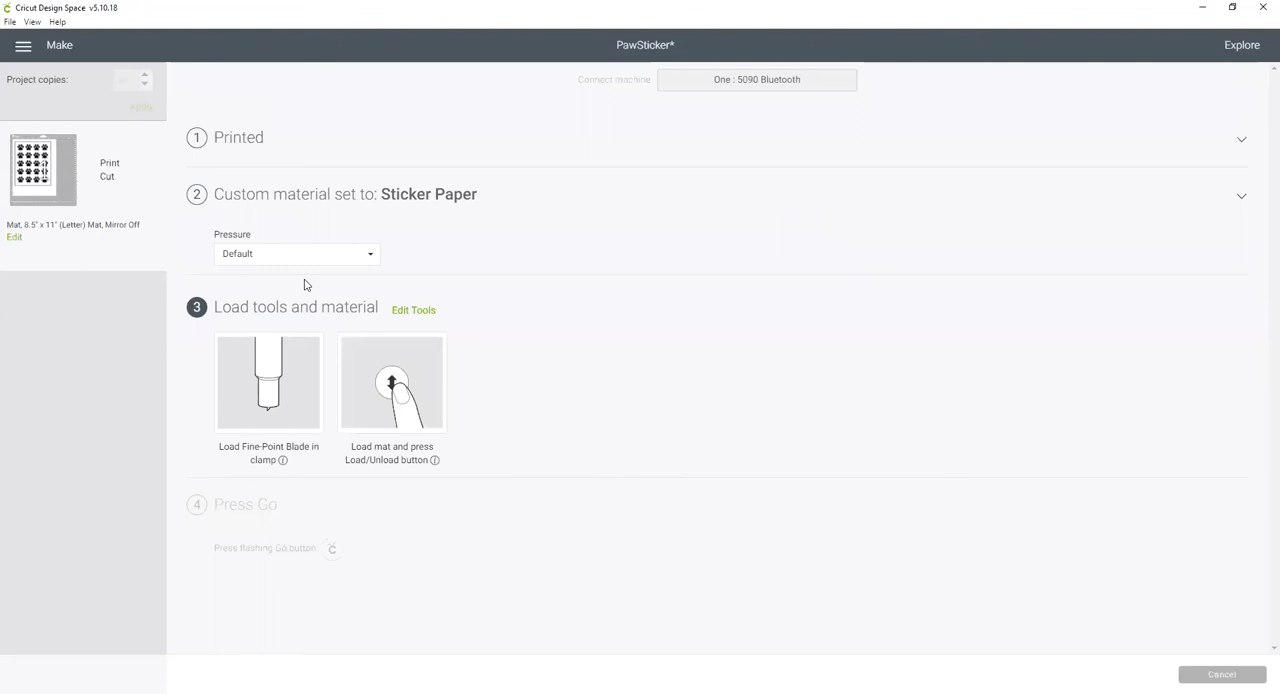 Cricut Design Space v5.10.18
File View Help
Make
PawSticker*
Explore
Project copies:
Apply
Connect machine
One : 5090 Bluetooth
Print
Cut
Mat, 8.5" x 11" (Letter) Mat, Mirror Off
Edit
1 Printed
2 Custom material set to: Sticker Paper
Pressure
Default
3 Load tools and material Edit Tools
Load Fine-Point Blade in
clamp
Load mat and press
Load/Unload button
4 Press Go
Press flashing Go button
Cancel